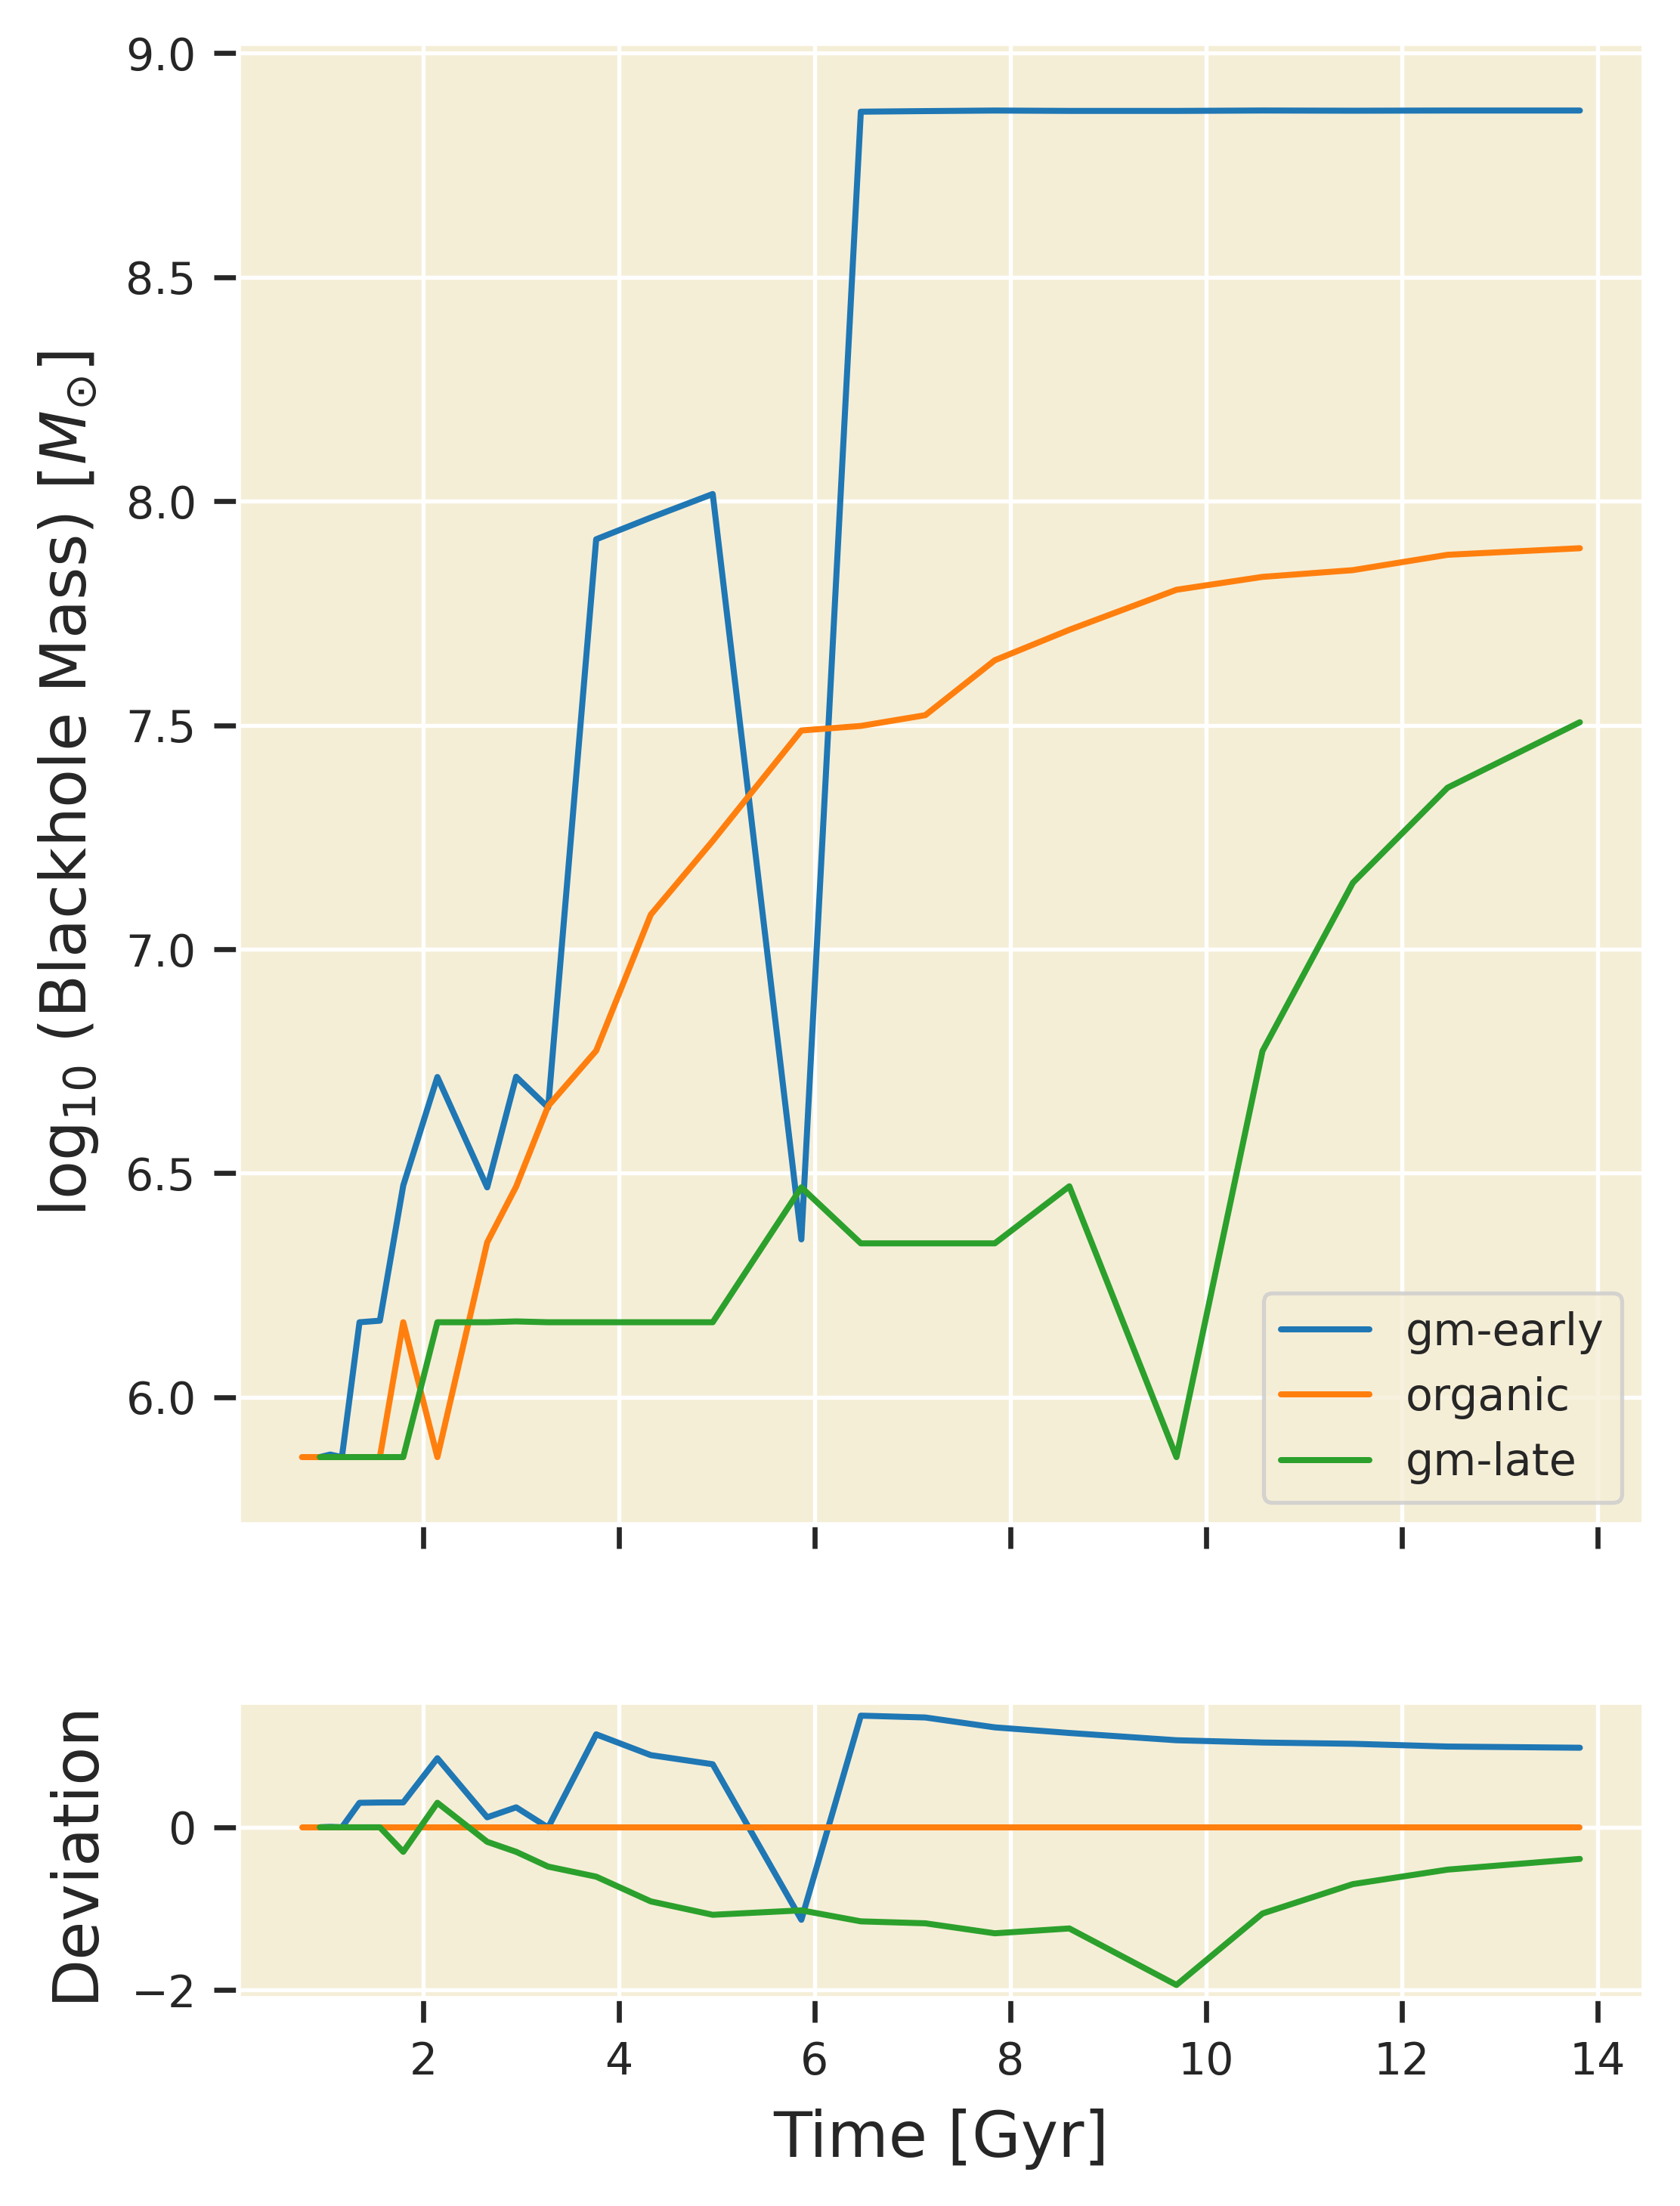 log₁₀ (Blackhole Mass) [M⊙]
9.0
8.5
8.0
7.5
7.0
6.5
6.0
gm-early
organic
gm-late
Deviation
0
−2
2 4 6 8 10 12 14
Time [Gyr]